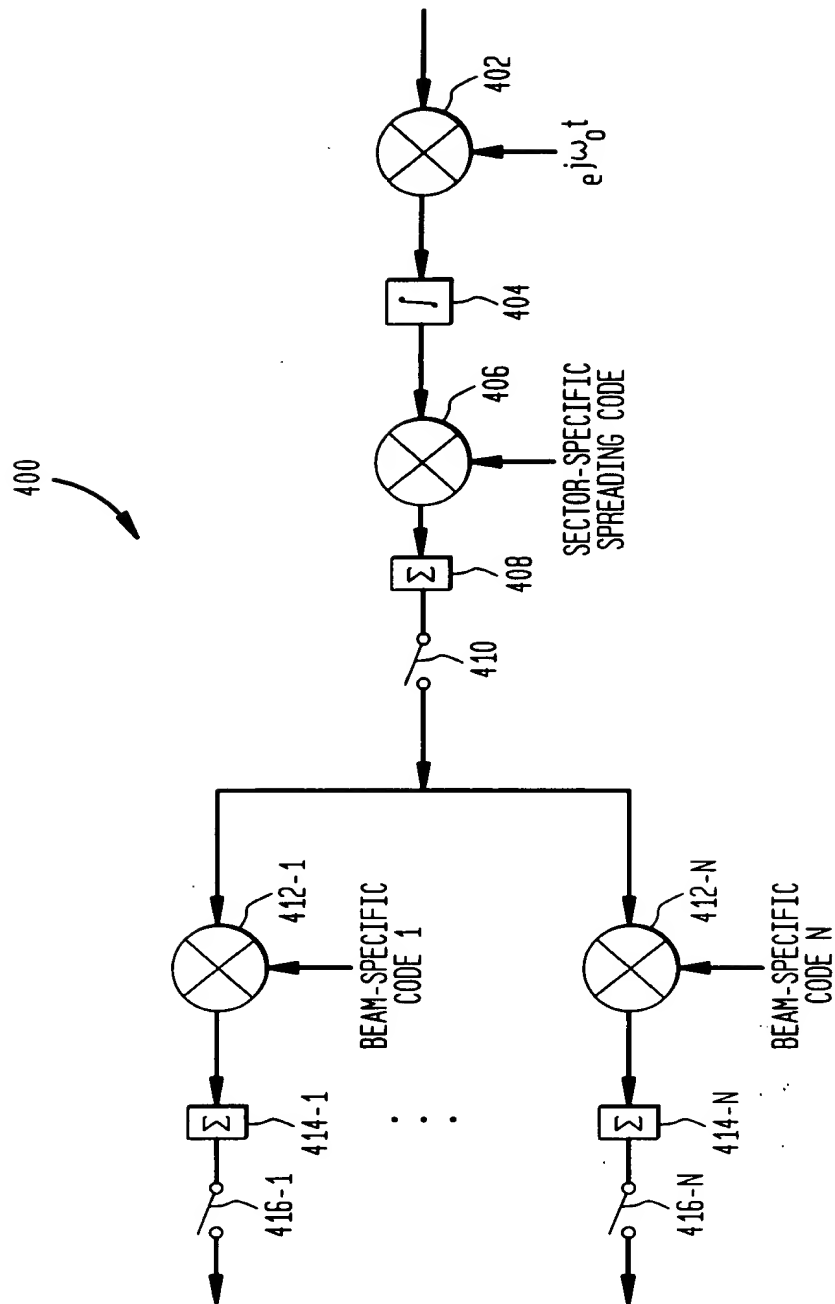 400
402
e^{jω_0 t}
404
406
SECTOR-SPECIFIC
SPREADING CODE
Σ
408
410
412-1
BEAM-SPECIFIC
CODE 1
Σ
414-1
416-1
. . .
412-N
BEAM-SPECIFIC
CODE N
Σ
414-N
416-N
∫